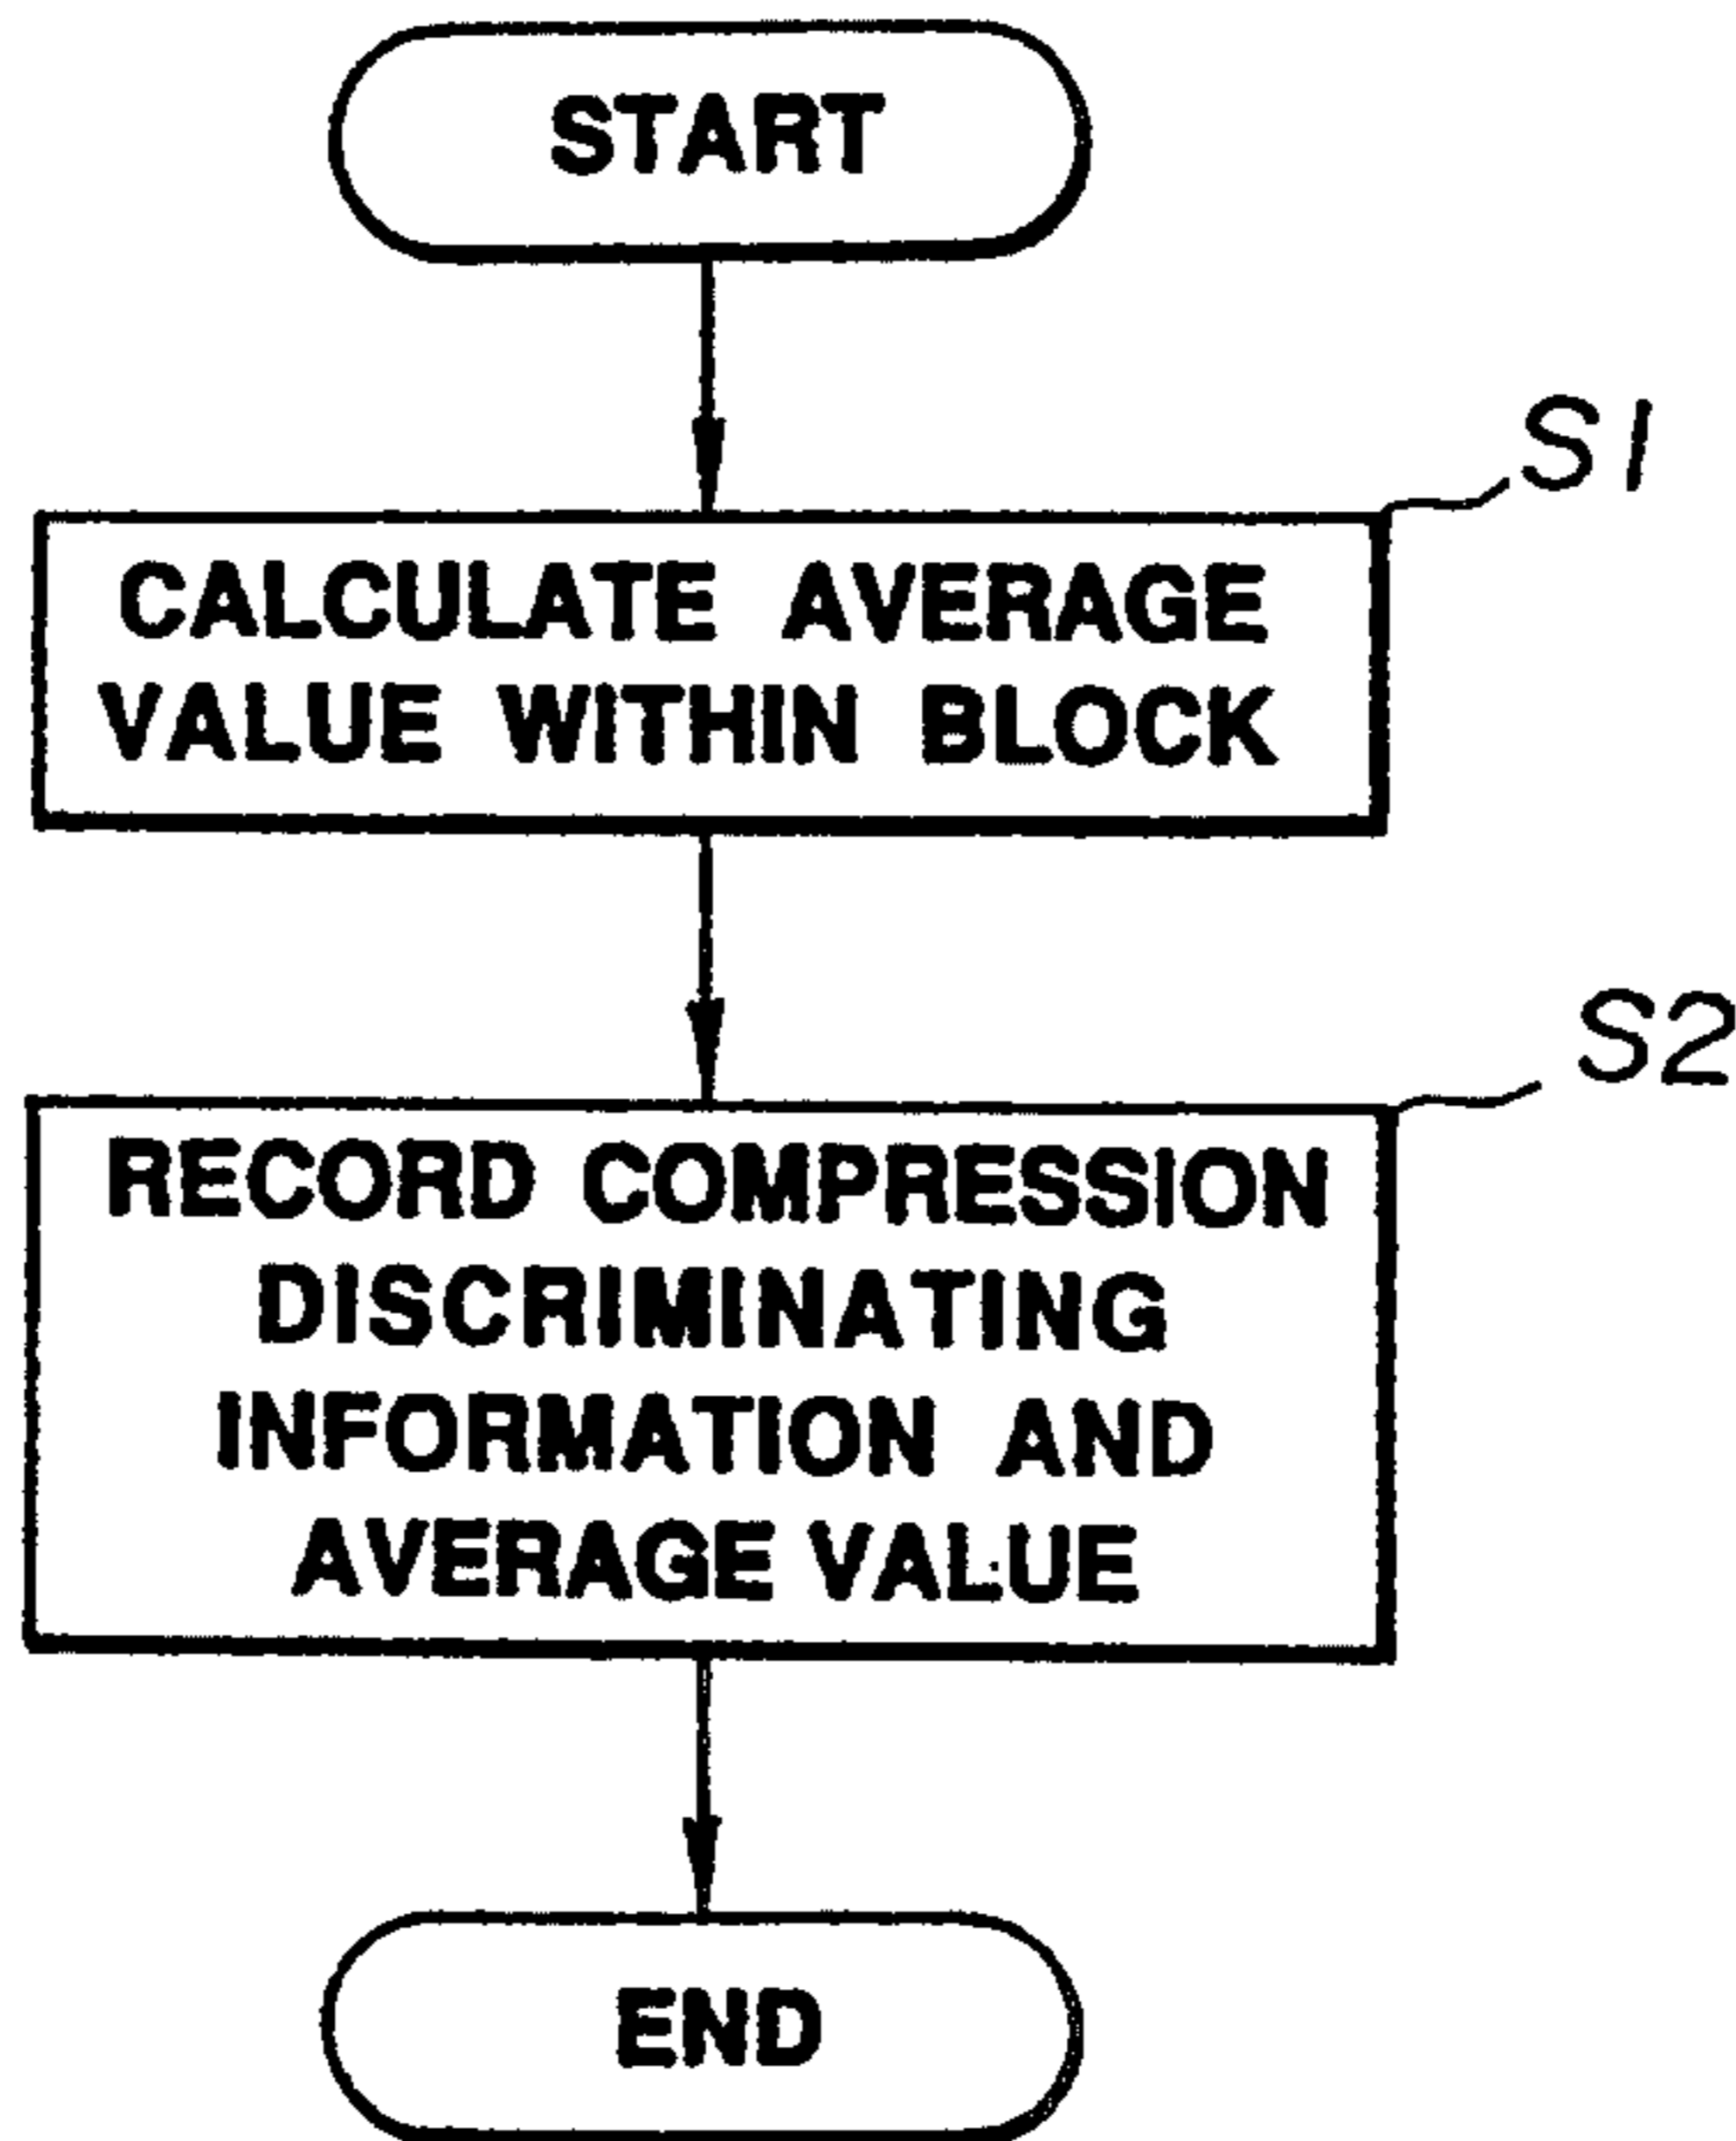 START
S1
CALCULATE AVERAGE
VALUE WITHIN BLOCK
S2
RECORD COMPRESSION
DISCRIMINATING
INFORMATION AND
AVERAGE VALUE
END